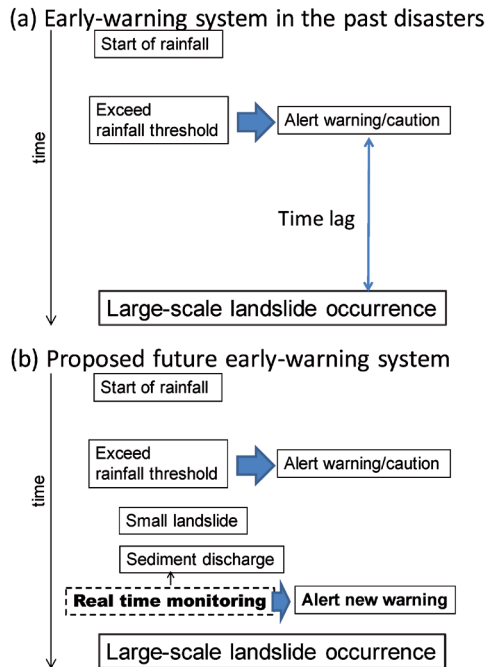 (a) Early-warning system in the past disasters
Start of rainfall
Exceed
rainfall threshold
Alert warning/caution
time
Time lag
Large-scale landslide occurrence
(b) Proposed future early-warning system
Start of rainfall
Exceed
rainfall threshold
Alert warning/caution
time
Small landslide
Sediment discharge
Real time monitoring
Alert new warning
Large-scale landslide occurrence